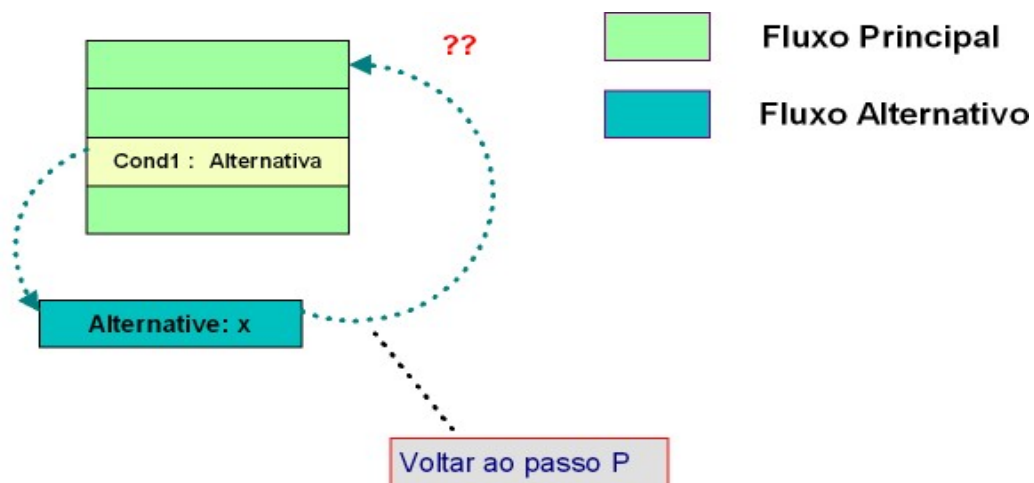 ??
Fluxo Principal
Fluxo Alternativo
Cond1 : Alternativa
Alternative: x
Voltar ao passo P